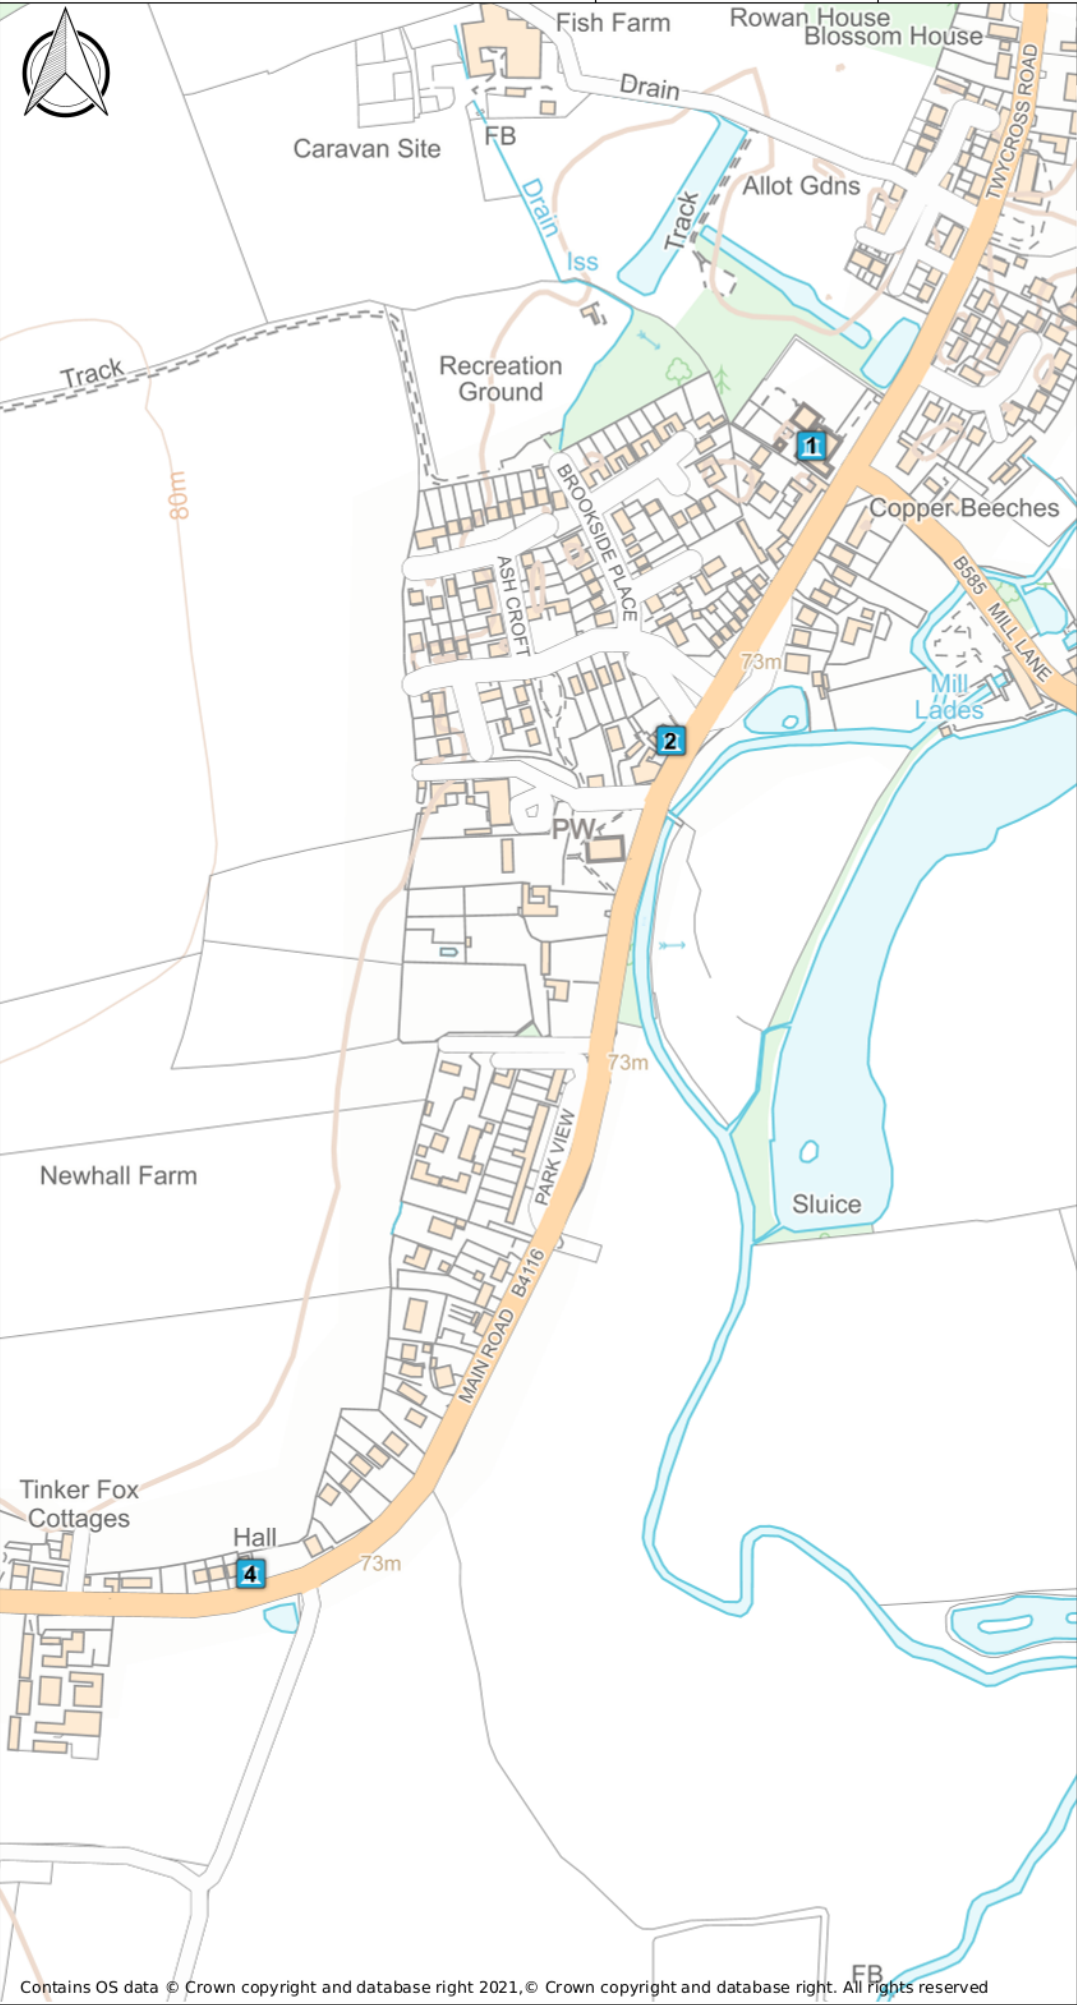 Fish Farm
Rowan House
Blossom House
TWYCROSS ROAD
Drain
FB
Caravan Site
Drain
Allot Gdns
Track
Iss
Track
Recreation
Ground
1
80m
BROOKSIDE PLACE
Copper Beeches
ASH CROFT
B585 MILL LANE
73m
Mill
Lades
2
PW
73m
PARK VIEW
Newhall Farm
Sluice
MAIN ROAD B4116
Tinker Fox
Cottages
Hall
4
73m
FB
Contains OS data © Crown copyright and database right 2021,© Crown copyright and database right. All rights reserved